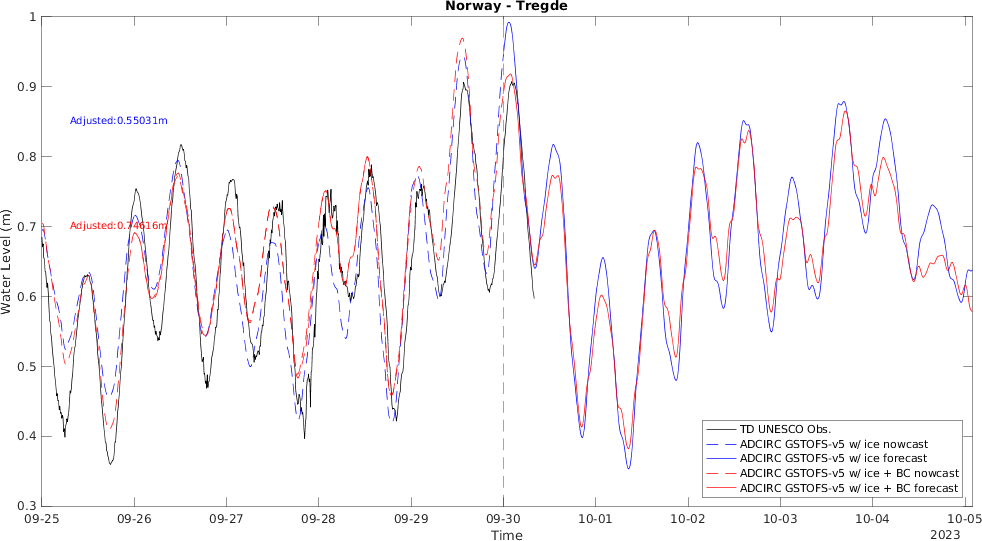 Norway - Tregde
Water Level (m)
1
0.9
0.8
0.7
0.6
0.5
0.4
0.3
Adjusted:0.55031m
Adjusted:0.74616m
TD UNESCO Obs.
ADCIRC GSTOFS-v5 w/ ice nowcast
ADCIRC GSTOFS-v5 w/ ice forecast
ADCIRC GSTOFS-v5 w/ ice + BC nowcast
ADCIRC GSTOFS-v5 w/ ice + BC forecast
09-25 09-26 09-27 09-28 09-29 09-30 10-01 10-02 10-03 10-04 10-05
Time
2023